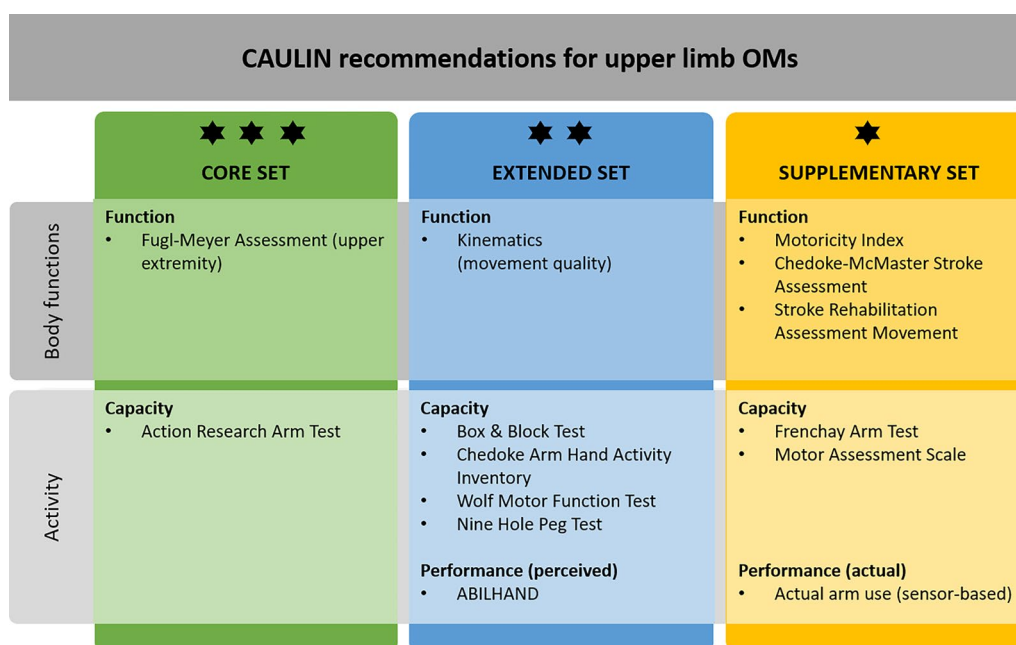 CAULIN recommendations for upper limb OMs
CORE SET
EXTENDED SET
SUPPLEMENTARY SET
Body functions
Function
• Fugl-Meyer Assessment (upper
extremity)
Function
• Kinematics
(movement quality)
Function
• Motoricity Index
• Chedoke-McMaster Stroke
Assessment
• Stroke Rehabilitation
Assessment Movement
Activity
Capacity
• Action Research Arm Test
Capacity
• Box & Block Test
• Chedoke Arm Hand Activity
Inventory
• Wolf Motor Function Test
• Nine Hole Peg Test
Performance (perceived)
• ABILHAND
Capacity
• Frenchay Arm Test
• Motor Assessment Scale
Performance (actual)
• Actual arm use (sensor-based)